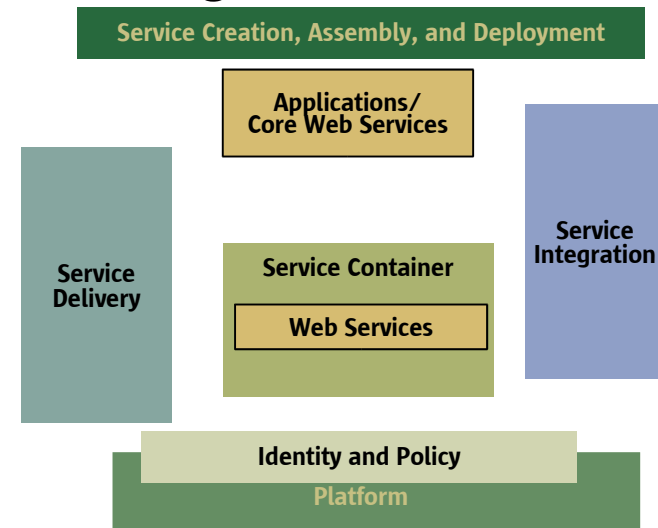 Service Creation, Assembly, and Deployment
Applications/
Core Web Services
Service
Delivery
Service Container
Web Services
Service
Integration
Identity and Policy
Platform